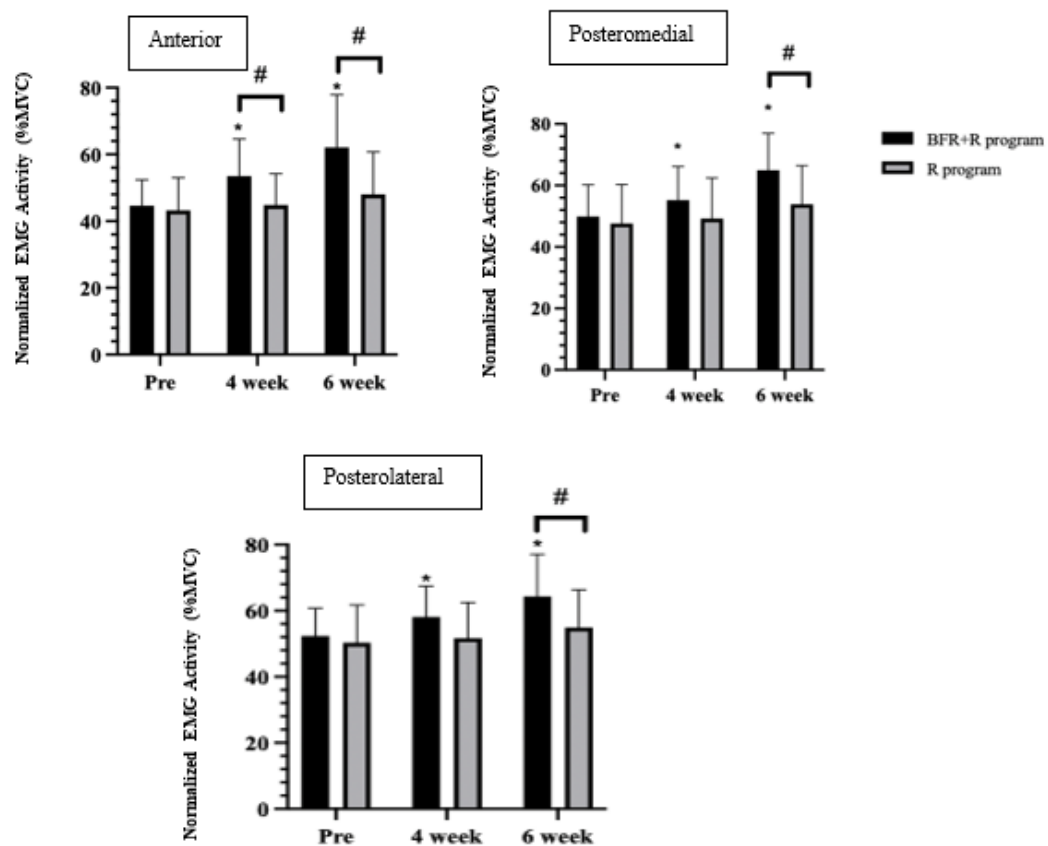 Anterior
#
#
*
*
Normalized EMG Activity (%MVC)
80
60
40
20
0
Pre 4 week 6 week
Posteromedial
#
*
*
Normalized EMG Activity (%MVC)
80
60
40
20
0
Pre 4 week 6 week
BFR+R program
R program
Posterolateral
#
*
*
Normalized EMG Activity (%MVC)
80
60
40
20
0
Pre 4 week 6 week